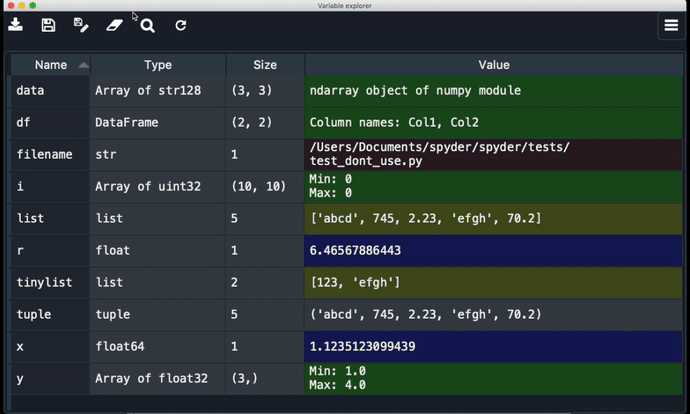 Variable explorer
Name Type Size Value
data Array of str128 (3, 3) ndarray object of numpy module
df DataFrame (2, 2) Column names: Col1, Col2
filename str 1 /Users/Documents/spyder/spyder/tests/
test_dont_use.py
i Array of uint32 (10, 10) Min: 0
Max: 0
list list 5 ['abcd', 745, 2.23, 'efgh', 70.2]
r float 1 6.46567886443
tinylist list 2 [123, 'efgh']
tuple tuple 5 ('abcd', 745, 2.23, 'efgh', 70.2)
x float64 1 1.1235123099439
y Array of float32 (3,) Min: 1.0
Max: 4.0